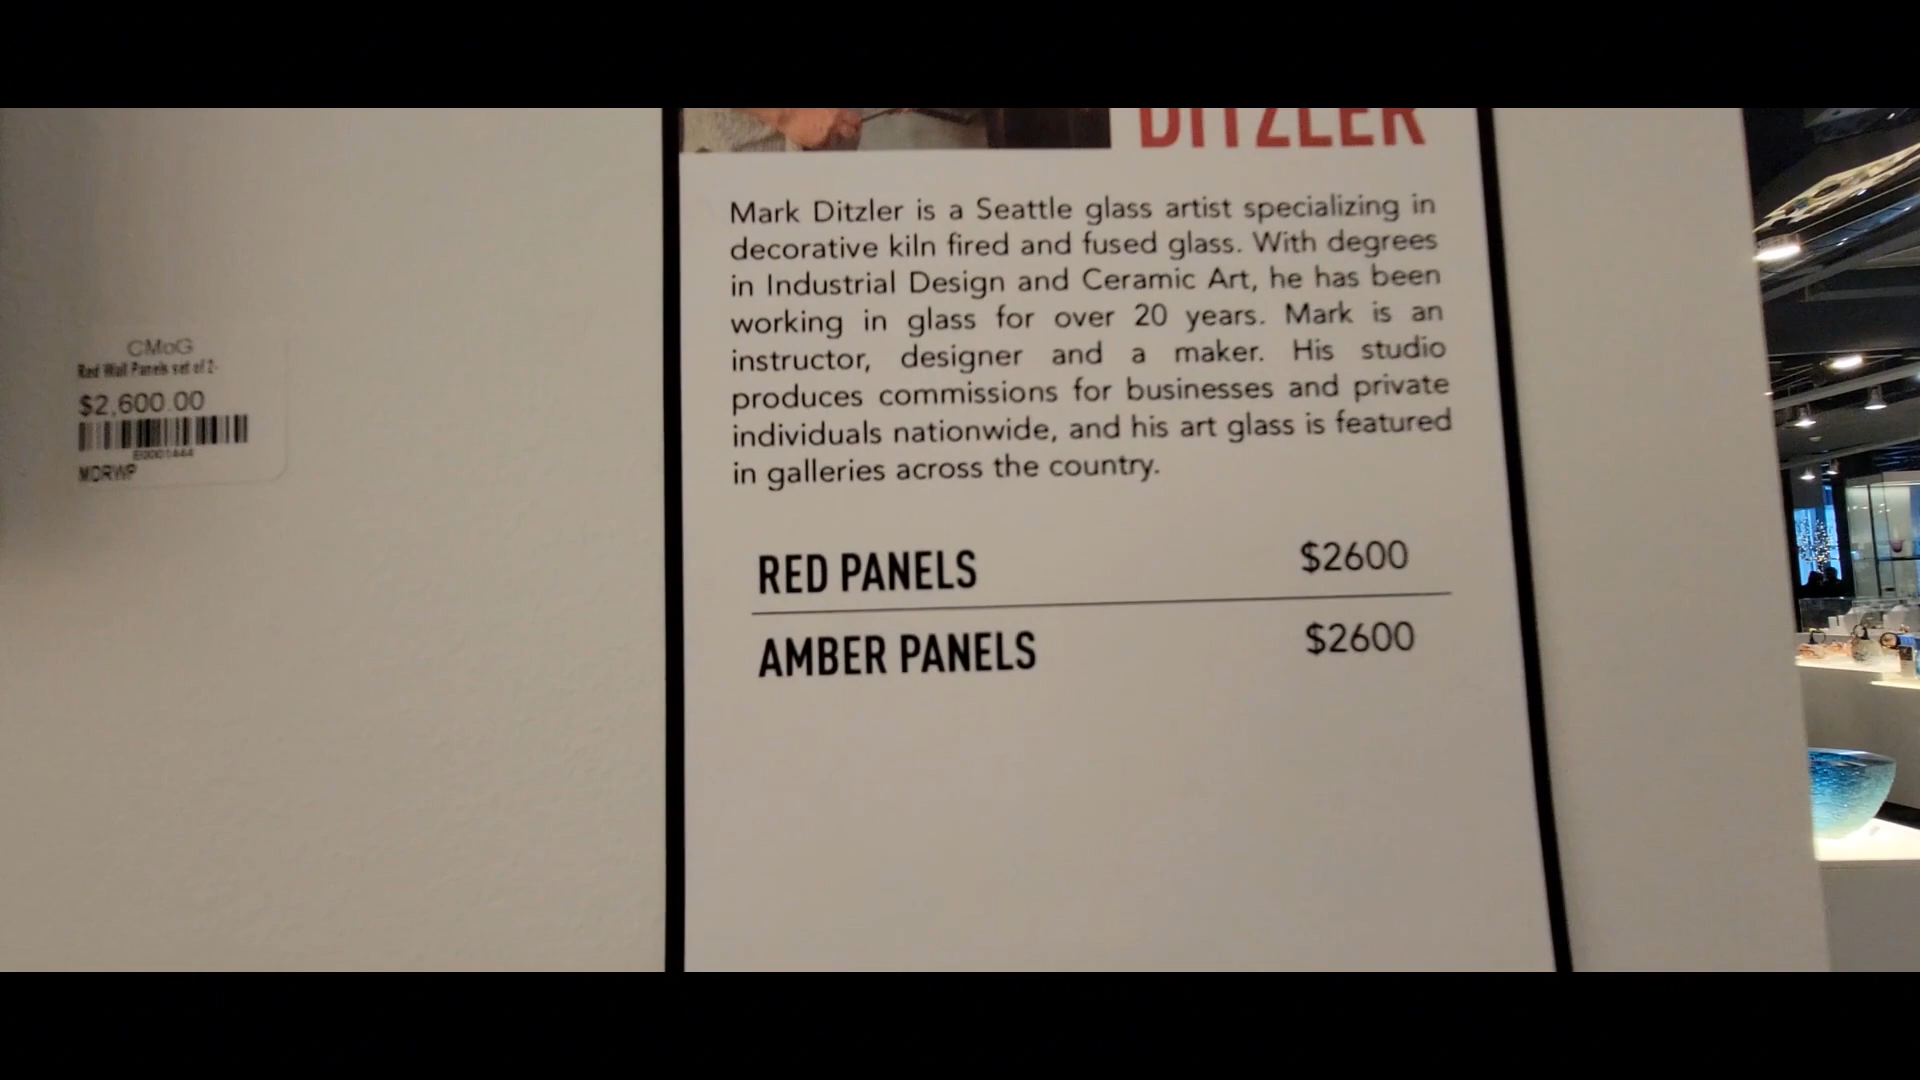 CMoG
Red Wall Panels set of 2-
$2,600.00
E0001444
MDRWP
DITZLER
Mark Ditzler is a Seattle glass artist specializing in
decorative kiln fired and fused glass. With degrees
in Industrial Design and Ceramic Art, he has been
working in glass for over 20 years. Mark is an
instructor, designer and a maker. His studio
produces commissions for businesses and private
individuals nationwide, and his art glass is featured
in galleries across the country.
RED PANELS $2600
AMBER PANELS $2600